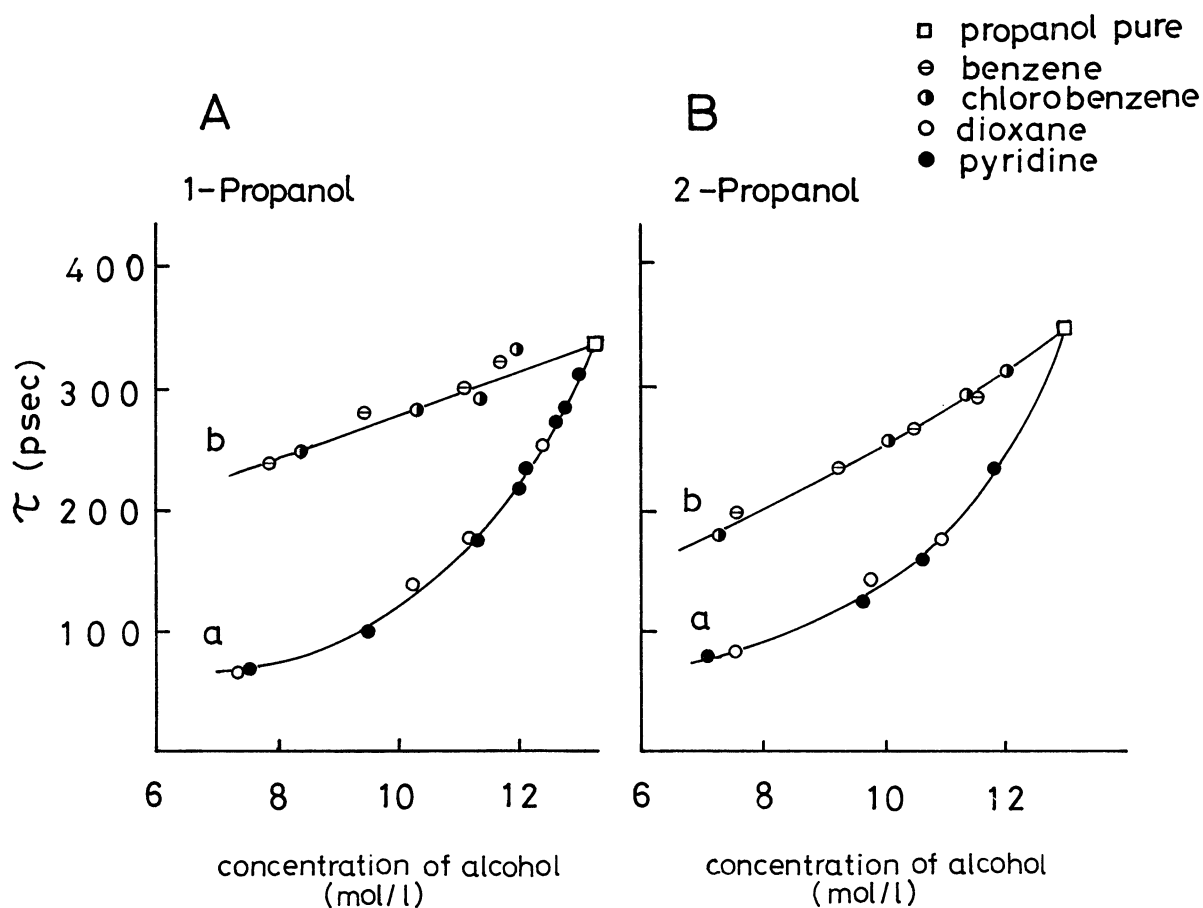 propanol pure
benzene
chlorobenzene
dioxane
pyridine
A
B
1-Propanol
2-Propanol
400
300
200
100
τ (psec)
b
a
b
a
6 8 10 12
6 8 10 12
concentration of alcohol
(mol/l)
concentration of alcohol
(mol/l)